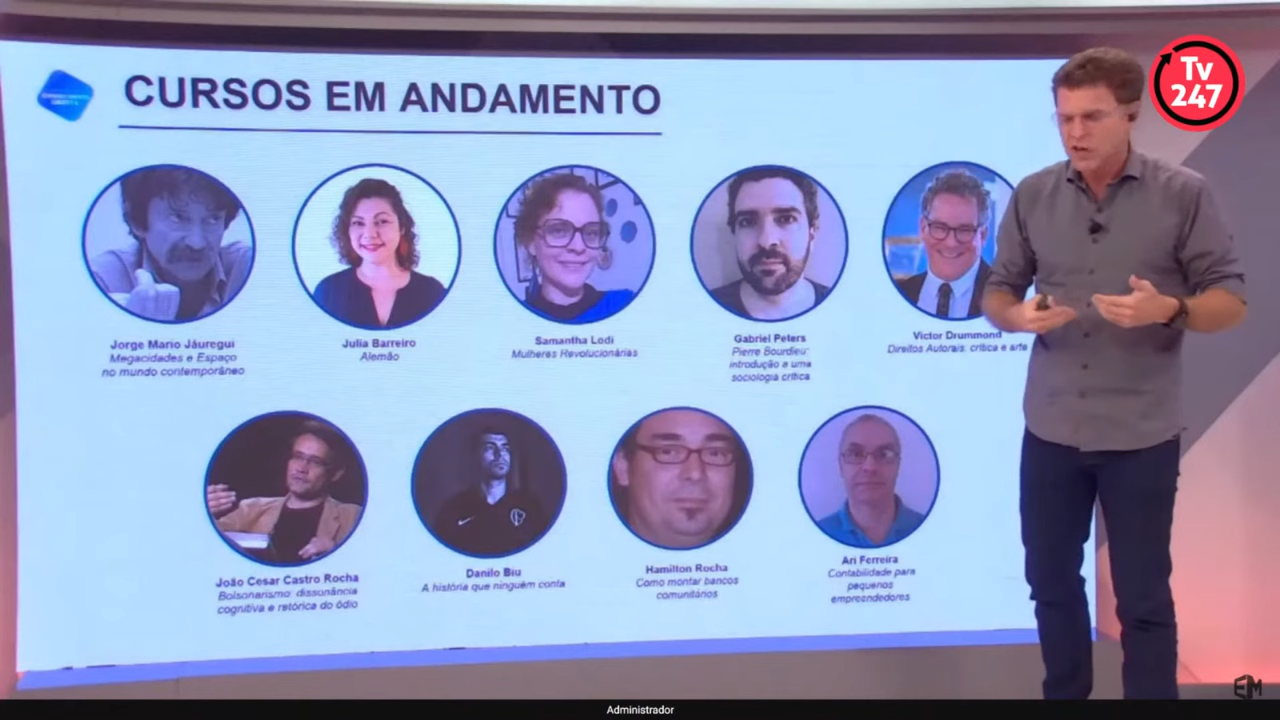 Tv
247
CURSOS EM ANDAMENTO
Jorge Mario Jáuregui
Megacidades e Espaço
no mundo contemporâneo
Julia Barreiro
Alemão
Samantha Lodi
Mulheres Revolucionárias
Gabriel Peters
Pierre Bourdieu:
introdução a uma
sociologia crítica
Victor Drummond
Direitos Autorais: crítica e arte
João Cesar Castro Rocha
Bolsonarismo: dissonância
cognitiva e retórica do ódio
Danilo Biu
A história que ninguém conta
Hamilton Rocha
Como montar bancos
comunitários
Ari Ferreira
Contabilidade para
pequenos
empreendedores
EM
Administrador